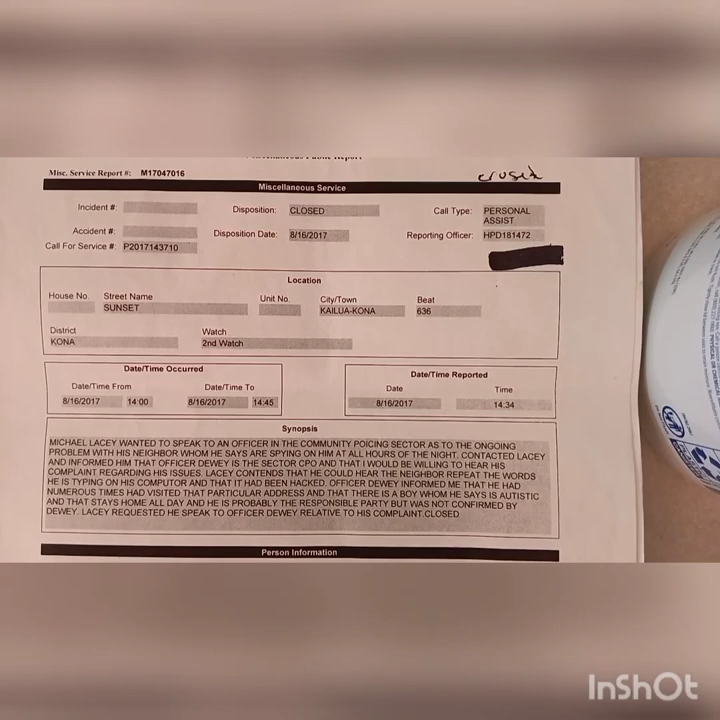 Misc. Service Report #: M17047016
erused
Miscellaneous Service
Incident #: Disposition: CLOSED Call Type: PERSONAL ASSIST
Accident #: Disposition Date: 8/16/2017 Reporting Officer: HPD181472
Call For Service #: P2017143710
Location
House No. Street Name Unit No. City/Town Beat
SUNSET KAILUA-KONA 636
District Watch
KONA 2nd Watch
Date/Time Occurred Date/Time Reported
Date/Time From Date/Time To Date Time
8/16/2017 14:00 8/16/2017 14:45 8/16/2017 14:34
Synopsis
MICHAEL LACEY WANTED TO SPEAK TO AN OFFICER IN THE COMMUNITY POICING SECTOR AS TO THE ONGOING
PROBLEM WITH HIS NEIGHBOR WHOM HE SAYS ARE SPYING ON HIM AT ALL HOURS OF THE NIGHT. CONTACTED LACEY
AND INFORMED HIM THAT OFFICER DEWEY IS THE SECTOR CPO AND THAT I WOULD BE WILLING TO HEAR HIS
COMPLAINT REGARDING HIS ISSUES. LACEY CONTENDS THAT HE COULD HEAR THE NEIGHBOR REPEAT THE WORDS
HE IS TYPING ON HIS COMPUTOR AND THAT IT HAD BEEN HACKED. OFFICER DEWEY INFORMED ME THAT HE HAD
NUMEROUS TIMES HAD VISITED THAT PARTICULAR ADDRESS AND THAT THERE IS A BOY WHOM HE SAYS IS AUTISTIC
AND THAT STAYS HOME ALL DAY AND HE IS PROBABLY THE RESPONSIBLE PARTY BUT WAS NOT CONFIRMED BY
DEWEY. LACEY REQUESTED HE SPEAK TO OFFICER DEWEY RELATIVE TO HIS COMPLAINT.CLOSED
Person Information
InShOt